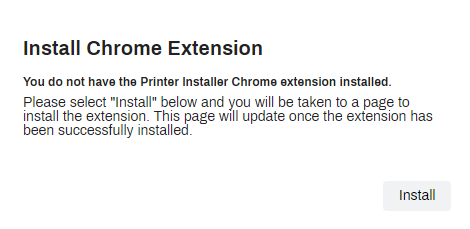 Install Chrome Extension
You do not have the Printer Installer Chrome extension installed.
Please select "Install" below and you will be taken to a page to
install the extension. This page will update once the extension has
been successfully installed.
Install